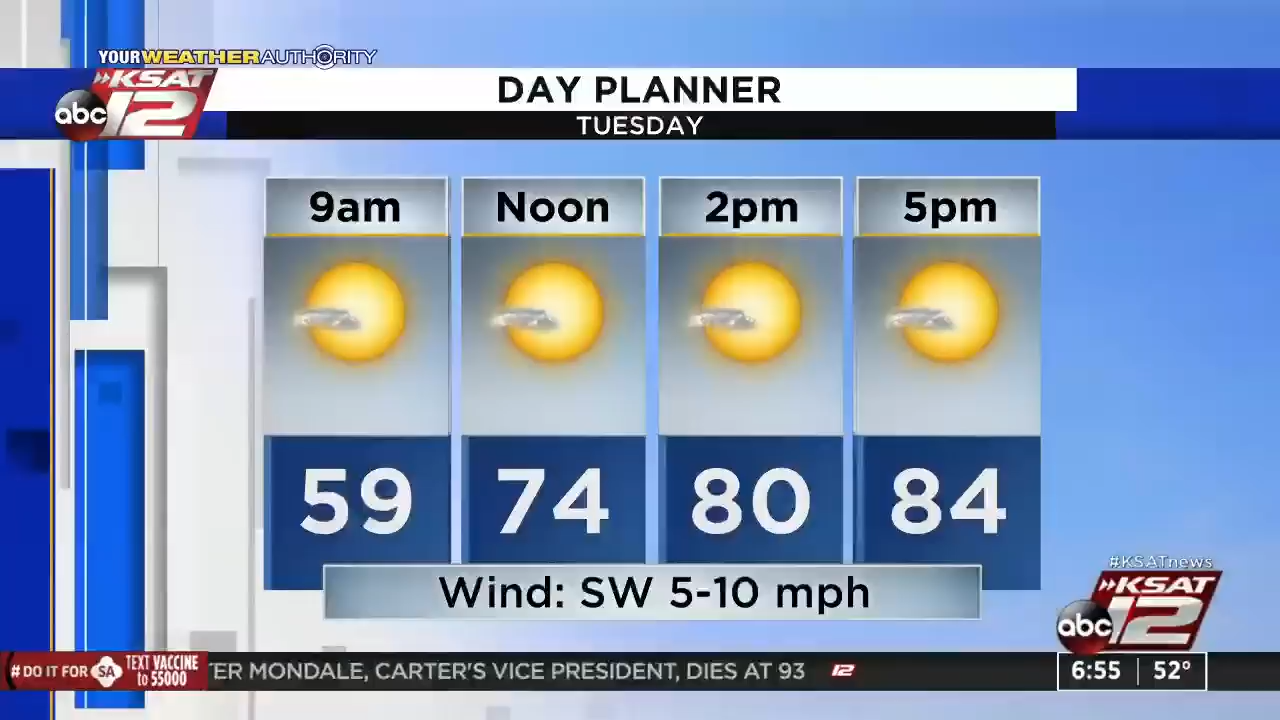 YOURWEATHERAUTHORITY
KSAT
abc 12
DAY PLANNER
TUESDAY
9am
Noon
2pm
5pm
59
74
80
84
Wind: SW 5-10 mph
#KSATnews
KSAT
abc 12
#DO IT FOR SA TEXT VACCINE
to 55000
TER MONDALE, CARTER'S VICE PRESIDENT, DIES AT 93 12
6:55 52°